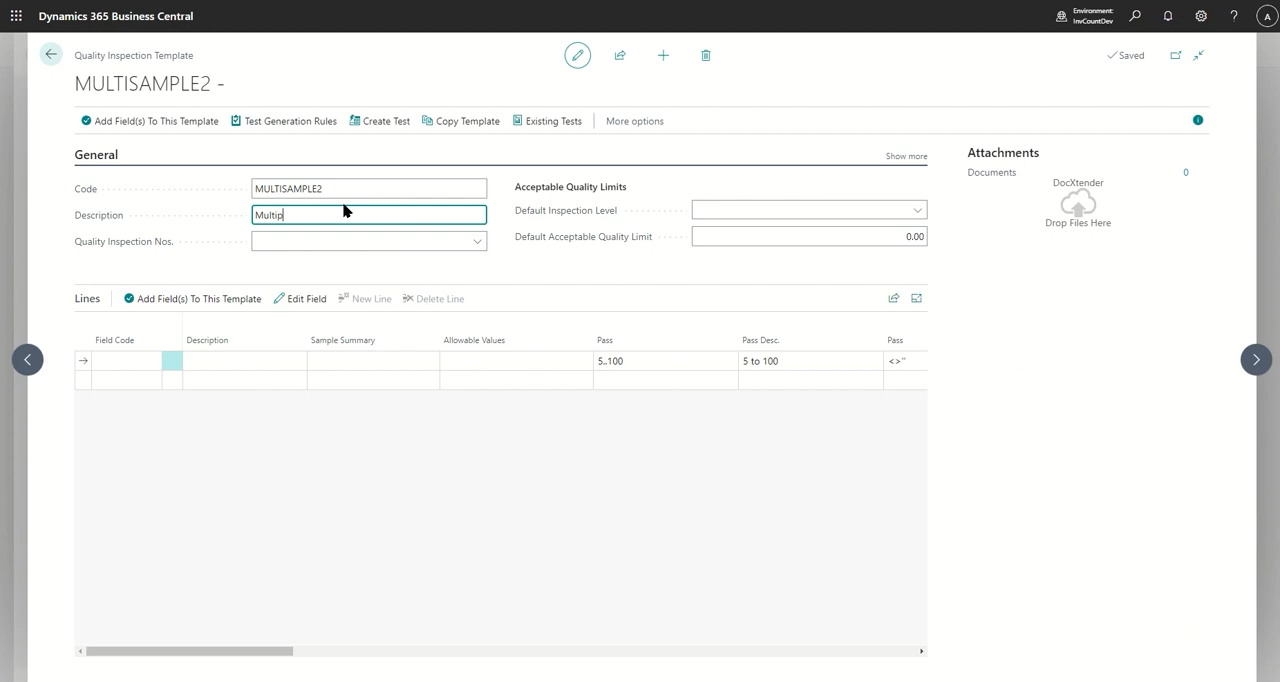 Dynamics 365 Business Central
Environment:
InvCountDev
?
A
Quality Inspection Template
Saved
MULTISAMPLE2 -
Add Field(s) To This Template
Test Generation Rules
Create Test
Copy Template
Existing Tests
More options
General
Show more
Code
MULTISAMPLE2
Description
Multip
Quality Inspection Nos.
Acceptable Quality Limits
Default Inspection Level
Default Acceptable Quality Limit
0.00
Attachments
Documents
0
DocXtender
Drop Files Here
Lines
Add Field(s) To This Template
Edit Field
New Line
Delete Line
Field Code
Description
Sample Summary
Allowable Values
Pass
Pass Desc.
Pass
5..100
5 to 100
<>''